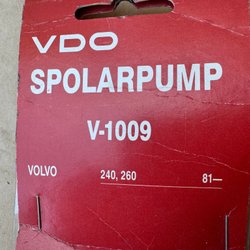 VDO
SPOLARPUMP
V-1009
VOLVO 240, 260 81—